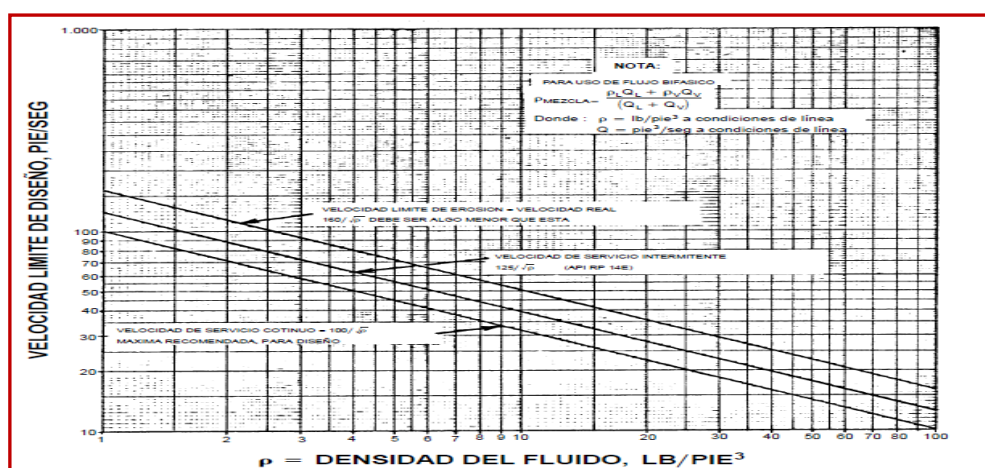 1.000
NOTA:
PARA USO DE FLUJO BIFASICO
ρMEZCLA= ρLQL + ρVQV
(QL + QV)
Donde : ρ = lb/pie³ a condiciones de línea
Q = pie³/seg a condiciones de línea
VELOCIDAD LIMITE DE DISEÑO, PIE/SEG
VELOCIDAD LIMITE DE EROSION = VELOCIDAD REAL
160/√ρ DEBE SER ALGO MENOR QUE ESTA
100
90
80
70
60
50
40
30
20
10
VELOCIDAD DE SERVICIO INTERMITENTE
125/√ρ (API RP 14E)
VELOCIDAD DE SERVICIO COTINUO = 100/√ρ
MAXIMA RECOMENDADA, PARA DISEÑO
1 2 3 4 5 6 7 8 9 10 20 30 40 50 60 70 80 100
ρ = DENSIDAD DEL FLUIDO, LB/PIE³